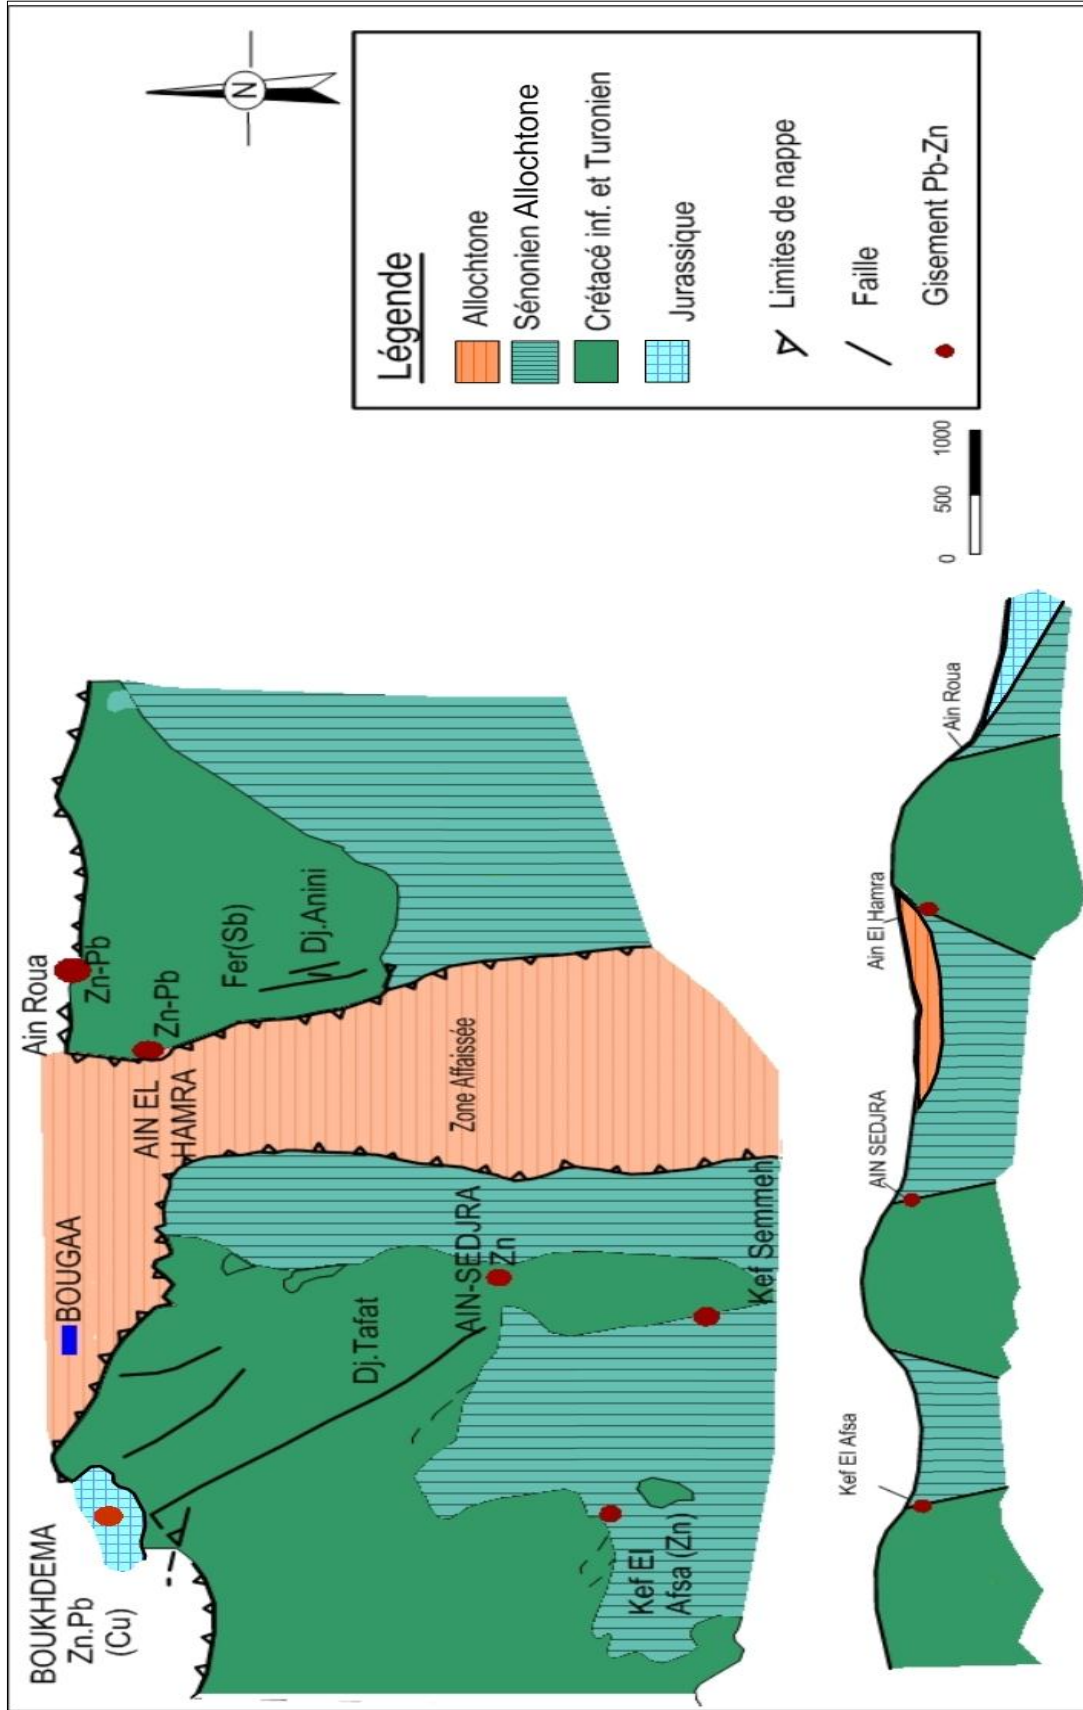 N
Légende
Allochtone
Sénonien Allochtone
Crétacé inf. et Turonien
Jurassique
Limites de nappe
Faille
Gisement Pb-Zn
0 500 1000
BOUKHDEMA
Zn.Pb
(Cu)
BOUGAA
Ain Roua
Zn-Pb
AIN EL
HAMRA
Zn-Pb
Fer(Sb)
Dj.Anini
Dj.Tafat
Zone Affaissée
AIN-SEDJRA
Zn
Kef El
Afsa (Zn)
Kef Semmeh
Kef El Afsa
AIN SEDJRA
Ain El Hamra
Ain Roua